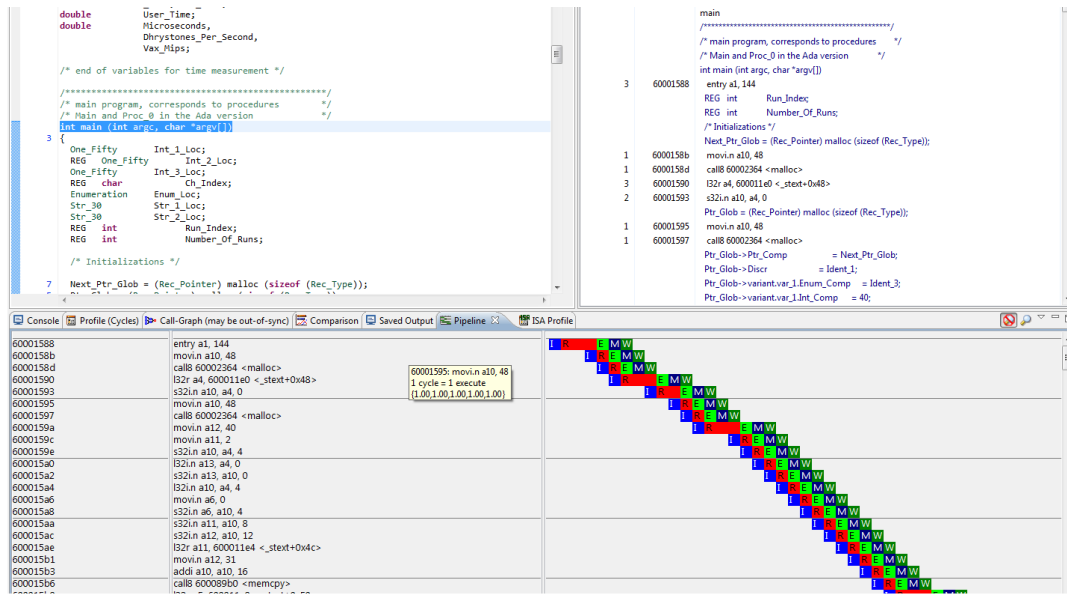 double User_Time;
double Microseconds,
Dhrystones_Per_Second,
Vax_Mips;
/* end of variables for time measurement */
/**************************************************/
/* main program, corresponds to procedures */
/* Main and Proc_0 in the Ada version */
int main (int argc, char *argv[])
3 {
One_Fifty Int_1_Loc;
REG One_Fifty Int_2_Loc;
One_Fifty Int_3_Loc;
REG char Ch_Index;
Enumeration Enum_Loc;
Str_30 Str_1_Loc;
Str_30 Str_2_Loc;
REG int Run_Index;
REG int Number_Of_Runs;
/* Initializations */
7 Next_Ptr_Glob = (Rec_Pointer) malloc (sizeof (Rec_Type));
main
/**************************************************/
/* main program, corresponds to procedures */
/* Main and Proc_0 in the Ada version */
int main (int argc, char *argv[])
3 60001588 entry a1, 144
REG int Run_Index;
REG int Number_Of_Runs;
/* Initializations */
Next_Ptr_Glob = (Rec_Pointer) malloc (sizeof (Rec_Type));
1 6000158b movi.n a10, 48
1 6000158d call8 60002364 <malloc>
3 60001590 l32r a4, 600011e0 <_stext+0x48>
2 60001593 s32i.n a10, a4, 0
Ptr_Glob = (Rec_Pointer) malloc (sizeof (Rec_Type));
1 60001595 movi.n a10, 48
1 60001597 call8 60002364 <malloc>
Ptr_Glob->Ptr_Comp = Next_Ptr_Glob;
Ptr_Glob->Discr = Ident_1;
Ptr_Glob->variant.var_1.Enum_Comp = Ident_3;
Ptr_Glob->variant.var_1.Int_Comp = 40;
Console Profile (Cycles) Call-Graph (may be out-of-sync) Comparison Saved Output Pipeline ISA Profile
60001588 entry a1, 144 I R E M W
6000158b movi.n a10, 48 I R E M W
6000158d call8 60002364 <malloc> I R E M W
60001590 l32r a4, 600011e0 <_stext+0x48> I R E M W
60001593 s32i.n a10, a4, 0 I R E M W
60001595 movi.n a10, 48 I R E M W
60001597 call8 60002364 <malloc> I R E M W
6000159a movi.n a12, 40 I R E M W
6000159c movi.n a11, 2 I R E M W
6000159e s32i.n a10, a4, 4 I R E M W
600015a0 l32i.n a13, a4, 0 I R E M W
600015a2 s32i.n a13, a10, 0 I R E M W
600015a4 l32i.n a10, a4, 4 I R E M W
600015a6 movi.n a6, 0 I R E M W
600015a8 s32i.n a6, a10, 4 I R E M W
600015aa s32i.n a11, a10, 8 I R E M W
600015ac s32i.n a12, a10, 12 I R E M W
600015ae l32r a11, 600011e4 <_stext+0x4c> I R E M W
600015b1 movi.n a12, 31 I R E M W
600015b3 addi a10, a10, 16 I R E M W
600015b6 call8 600089b0 <memcpy> I R E M W
60001595: movi.n a10, 48
1 cycle = 1 execute
{1.00,1.00,1.00,1.00,1.00}